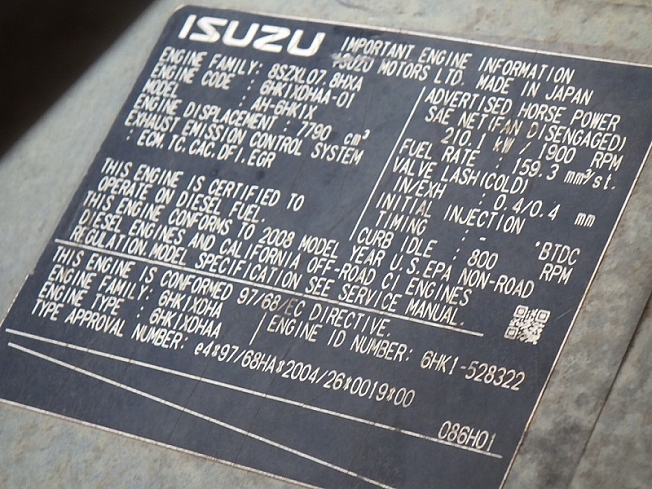 ISUZU
IMPORTANT ENGINE INFORMATION
ISUZU MOTORS LTD. MADE IN JAPAN
ENGINE FAMILY: 8SZXL07.8HXA
ENGINE CODE : 6HK1XDHAA-01
MODEL : AH-6HK1X
ENGINE DISPLACEMENT : 7790 cm³
EXHAUST EMISSION CONTROL SYSTEM
: ECM, TC, CAC, DFI, EGR
ADVERTISED HORSE POWER
SAE NET(FAN DISENGAGED)
210.1 kW / 1900 RPM
FUEL RATE : 159.3 mm³/st.
VALVE LASH(COLD)
IN/EXH : 0.4/0.4 mm
INITIAL INJECTION
TIMING : - °BTDC
CURB IDLE : 800 RPM
THIS ENGINE IS CERTIFIED TO
OPERATE ON DIESEL FUEL.
THIS ENGINE CONFORMS TO 2008 MODEL YEAR U.S.EPA NON-ROAD
DIESEL ENGINES AND CALIFORNIA OFF-ROAD CI ENGINES
REGULATION MODEL SPECIFICATION SEE SERVICE MANUAL.
THIS ENGINE IS CONFORMED 97/68/EC DIRECTIVE.
ENGINE FAMILY: 6HK1XDHA
ENGINE TYPE : 6HK1XDHAA
ENGINE ID NUMBER: 6HK1-528322
TYPE APPROVAL NUMBER: e4*97/68HA*2004/26*0019*00
086H01